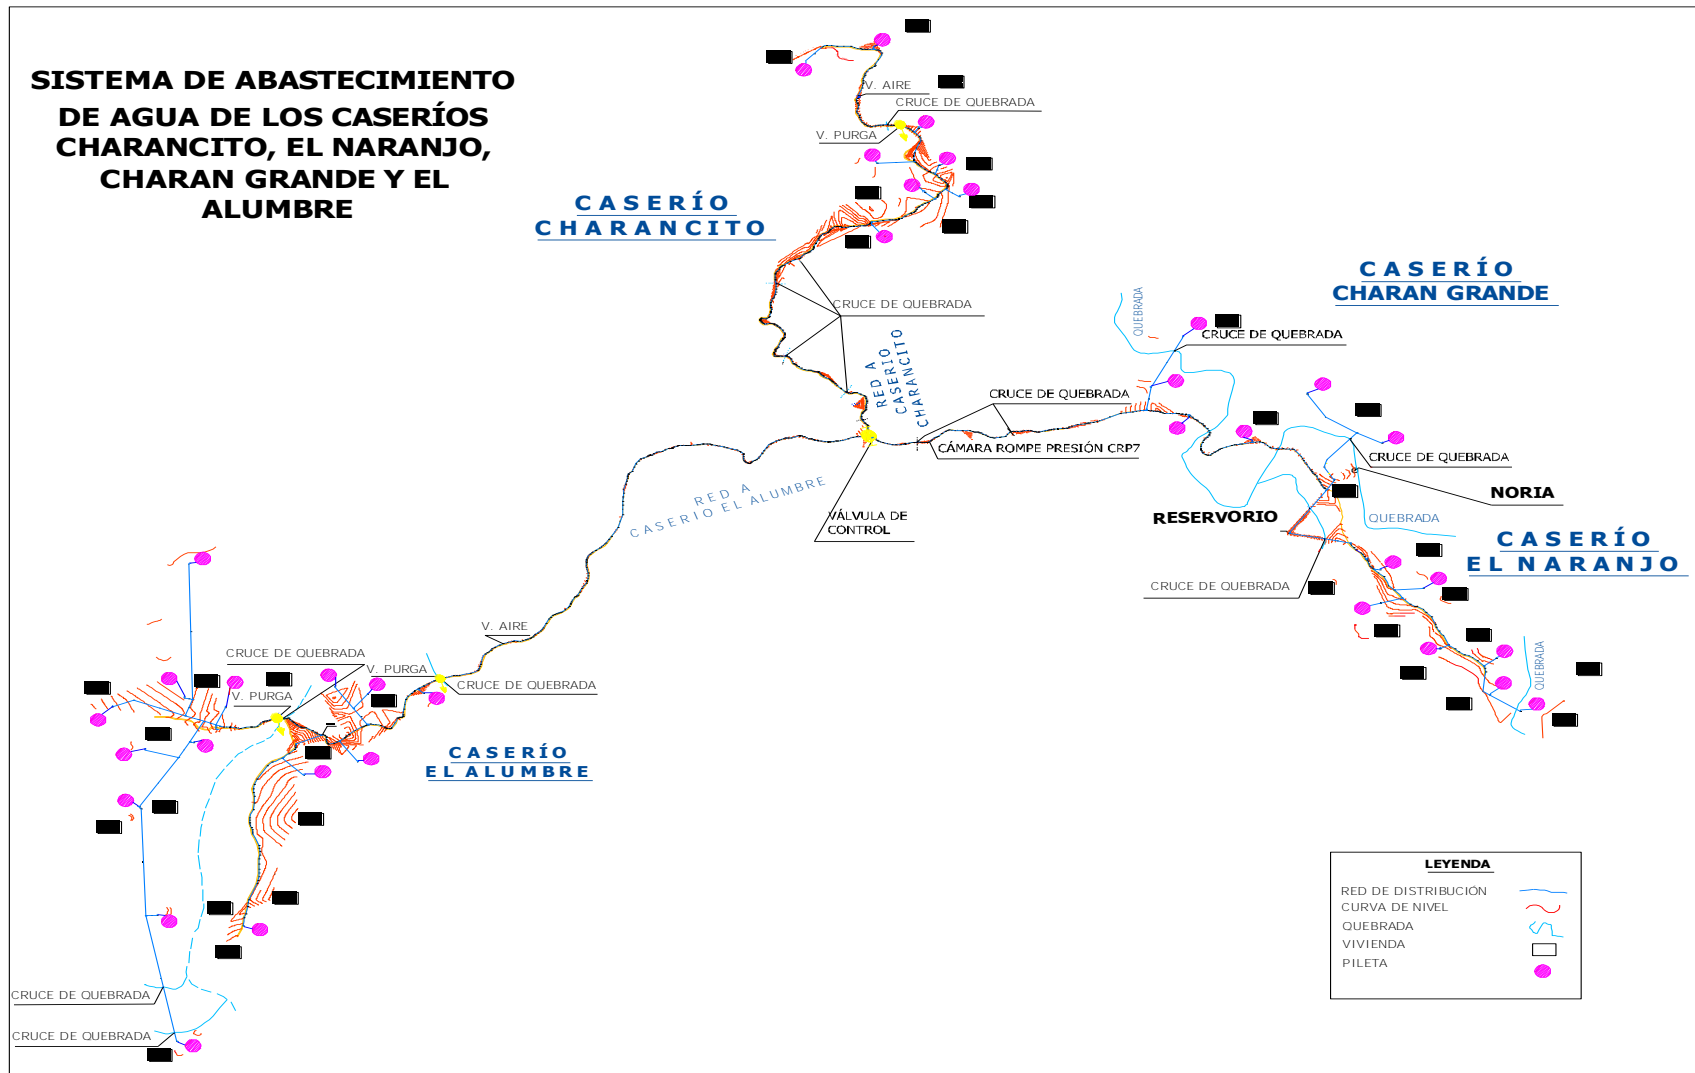 SISTEMA DE ABASTECIMIENTO
DE AGUA DE LOS CASERÍOS
CHARANCITO, EL NARANJO,
CHARAN GRANDE Y EL
ALUMBRE
V. AIRE
CRUCE DE QUEBRADA
V. PURGA
CASERÍO
CHARANCITO
CRUCE DE QUEBRADA
CASERÍO
CHARAN GRANDE
QUEBRADA
CRUCE DE QUEBRADA
RED A
CASERIO
CHARANCITO
CRUCE DE QUEBRADA
CÁMARA ROMPE PRESIÓN CRP7
CRUCE DE QUEBRADA
NORIA
RED A
CASERIO EL ALUMBRE
VÁLVULA DE
CONTROL
RESERVORIO
QUEBRADA
CASERÍO
EL NARANJO
CRUCE DE QUEBRADA
QUEBRADA
V. AIRE
CRUCE DE QUEBRADA
V. PURGA
CRUCE DE QUEBRADA
V. PURGA
CASERÍO
EL ALUMBRE
CRUCE DE QUEBRADA
CRUCE DE QUEBRADA
LEYENDA
RED DE DISTRIBUCIÓN
CURVA DE NIVEL
QUEBRADA
VIVIENDA
PILETA